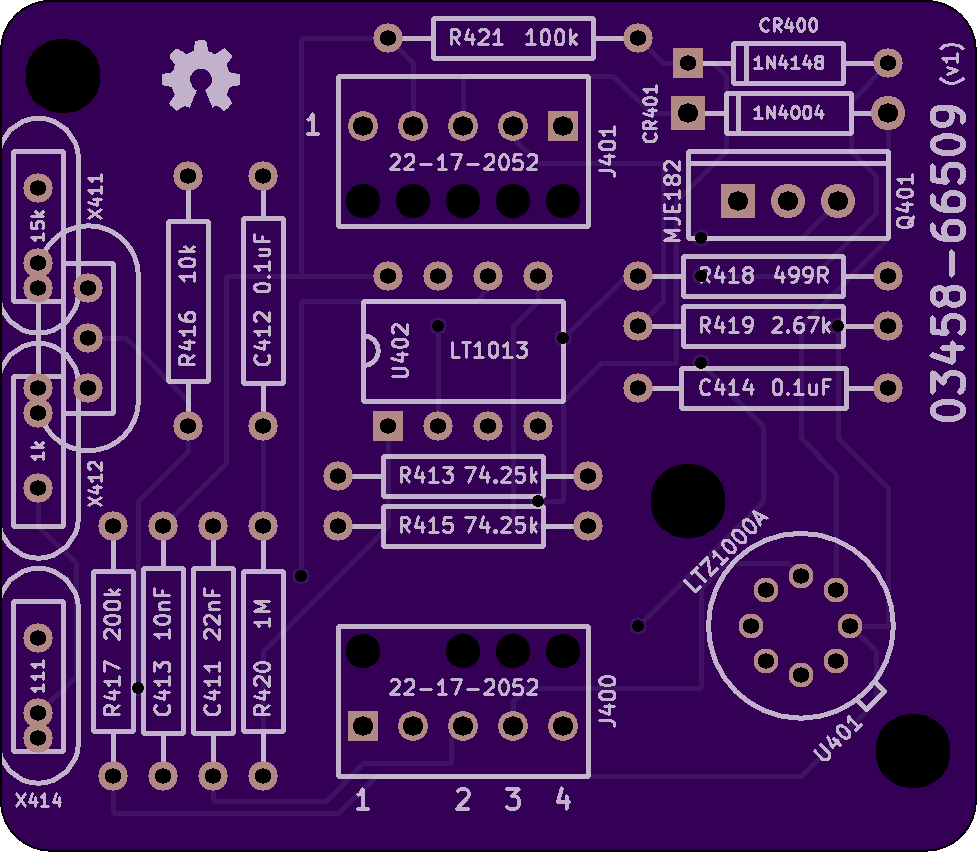 R421 100k
CR400
1N4148
CR401
1N4004
(v1)
03458-66509
1
22-17-2052
J401
MJE182
Q401
X411
15k
R416 10k
C412 0.1uF
R418 499R
R419 2.67k
C414 0.1uF
U402
LT1013
1k
X412
R413 74.25k
R415 74.25k
LTZ1000A
U401
R417 200k
C413 10nF
C411 22nF
R420 1M
111
X414
22-17-2052
J400
1 2 3 4